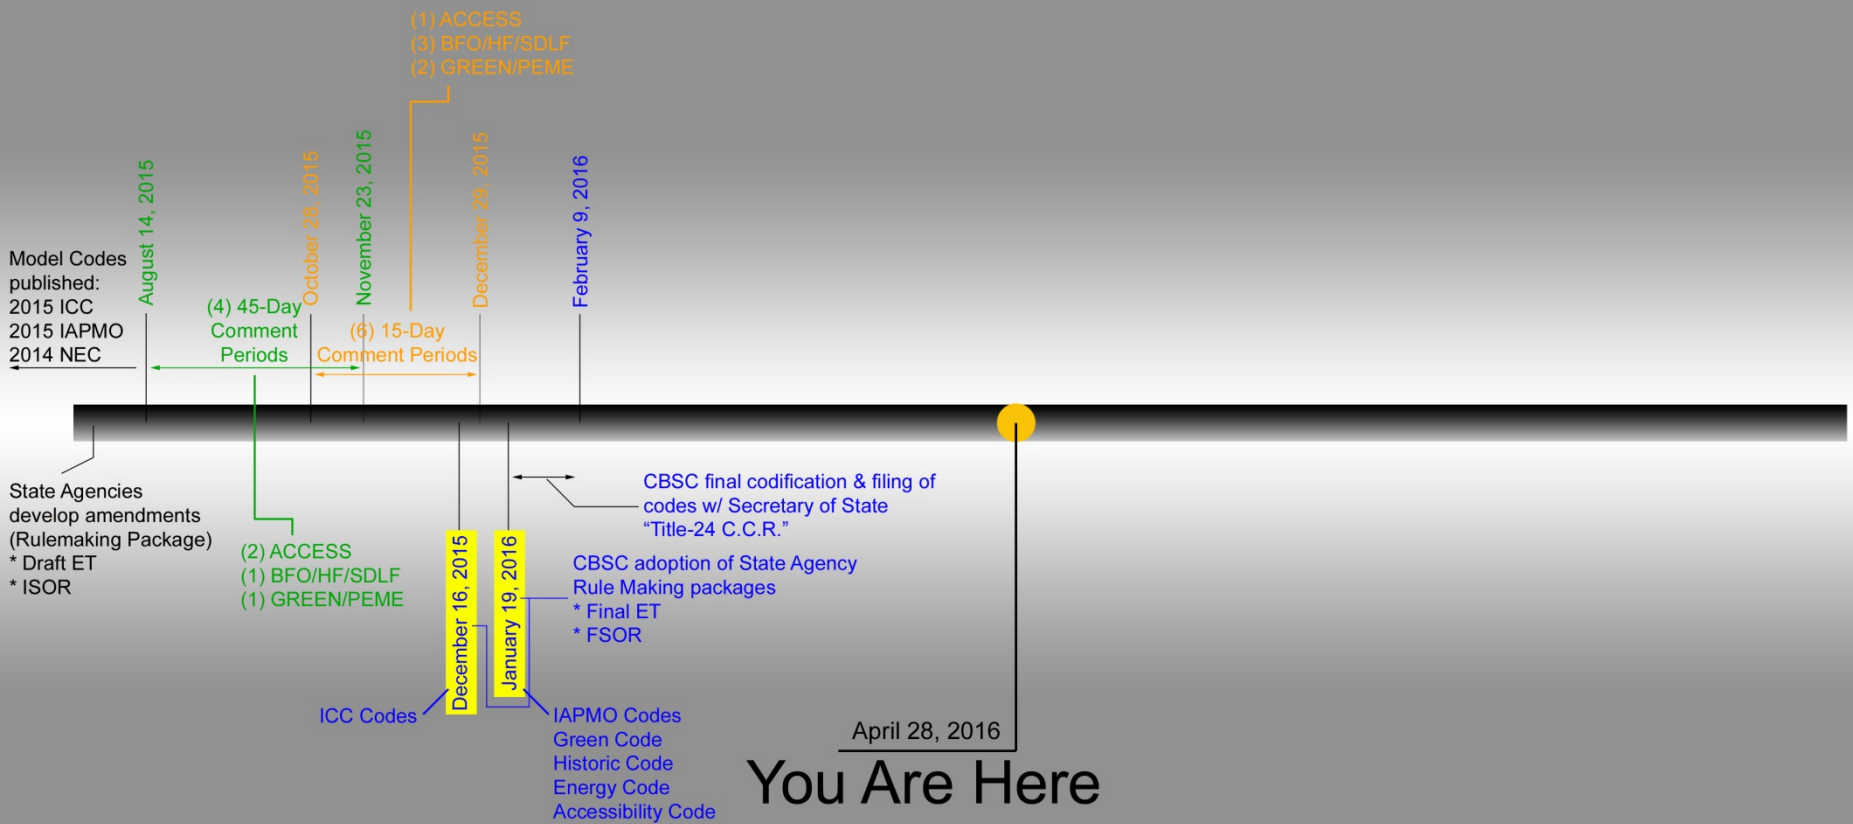 (1) ACCESS
(3) BFO/HF/SDLF
(2) GREEN/PEME
August 14, 2015
October 28, 2015
November 23, 2015
December 29, 2015
February 9, 2016
Model Codes
published:
2015 ICC
2015 IAPMO
2014 NEC
(4) 45-Day
Comment
Periods
(6) 15-Day
Comment Periods
State Agencies
develop amendments
(Rulemaking Package)
* Draft ET
* ISOR
(2) ACCESS
(1) BFO/HF/SDLF
(1) GREEN/PEME
December 16, 2015
January 19, 2016
CBSC final codification & filing of
codes w/ Secretary of State
“Title-24 C.C.R.”
CBSC adoption of State Agency
Rule Making packages
* Final ET
* FSOR
ICC Codes
IAPMO Codes
Green Code
Historic Code
Energy Code
Accessibility Code
April 28, 2016
You Are Here